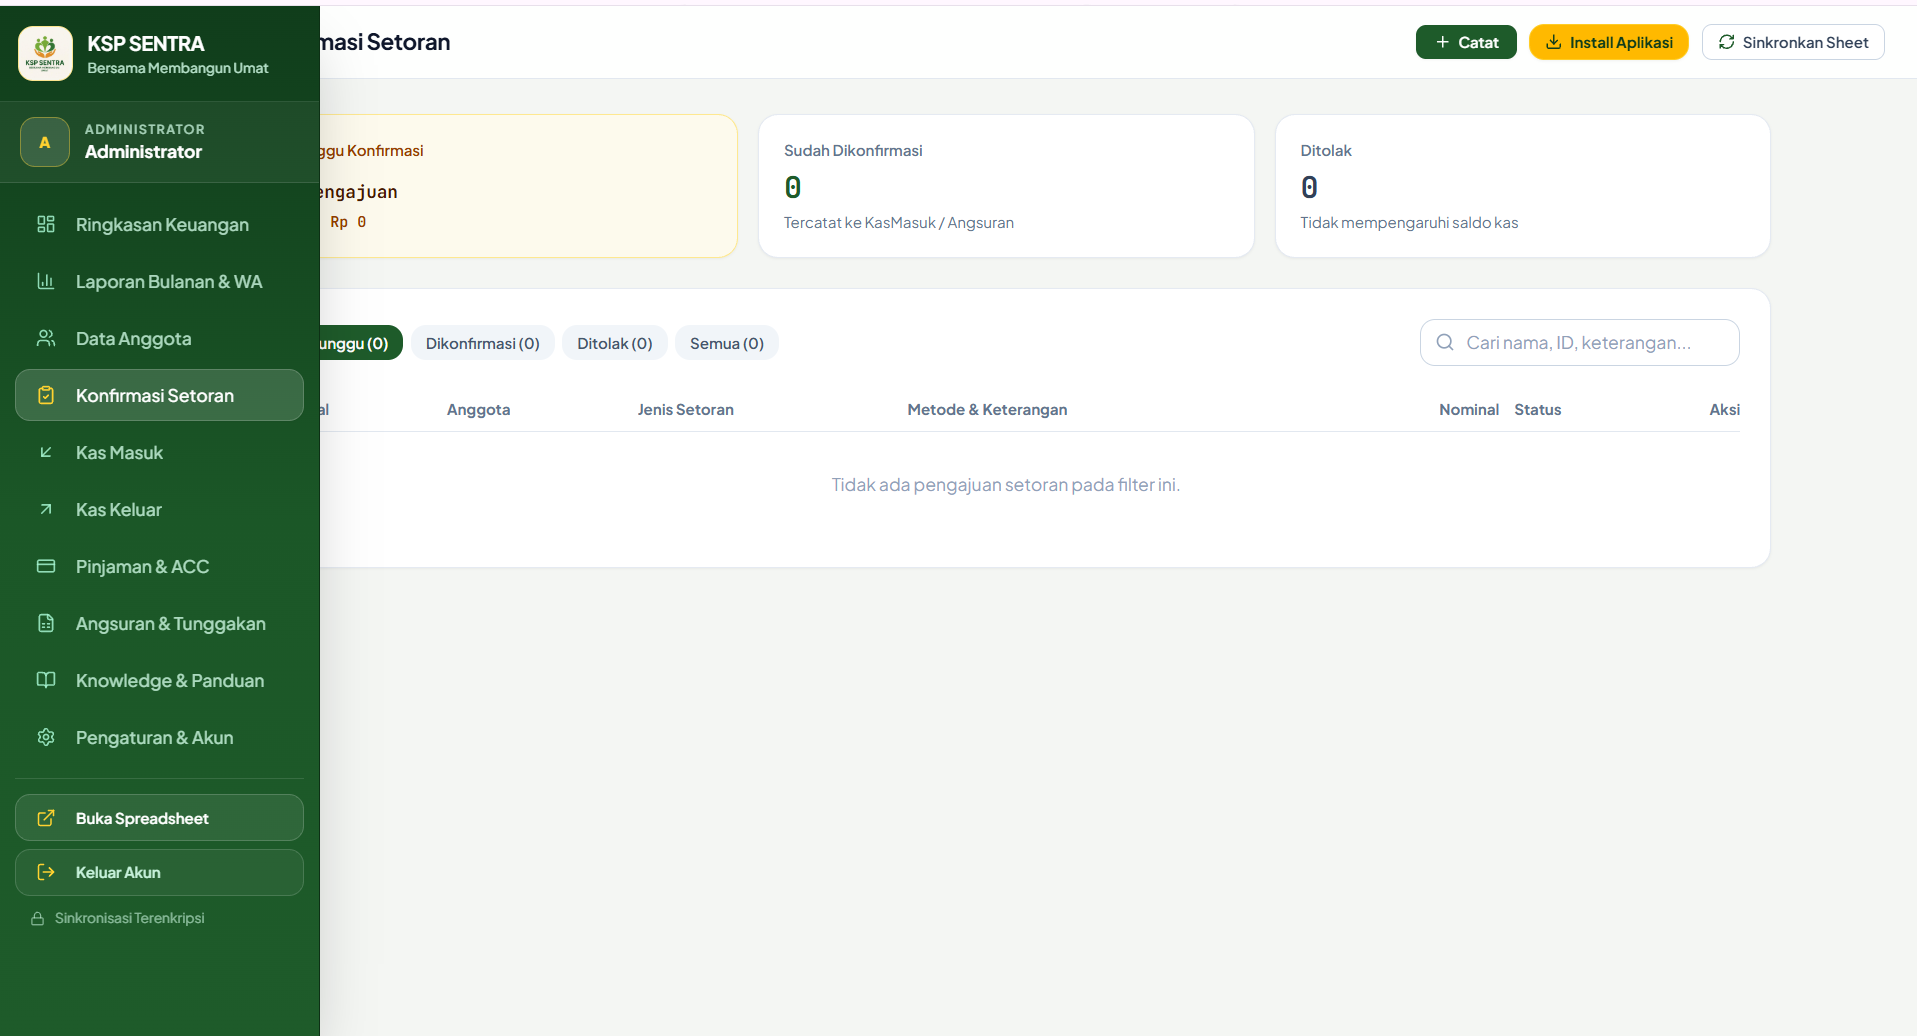 KSP SENTRA
Bersama Membangun Umat
KSP SENTRA
ADMINISTRATOR
A
Administrator
Ringkasan Keuangan
Laporan Bulanan & WA
Data Anggota
Konfirmasi Setoran
Kas Masuk
Kas Keluar
Pinjaman & ACC
Angsuran & Tunggakan
Knowledge & Panduan
Pengaturan & Akun
Buka Spreadsheet
Keluar Akun
Sinkronisasi Terenkripsi
masi Setoran
Catat
Install Aplikasi
Sinkronkan Sheet
ggu Konfirmasi
engajuan
Rp 0
Sudah Dikonfirmasi
0
Tercatat ke KasMasuk / Angsuran
Ditolak
0
Tidak mempengaruhi saldo kas
unggu (0)
Dikonfirmasi (0)
Ditolak (0)
Semua (0)
Cari nama, ID, keterangan...
al
Anggota
Jenis Setoran
Metode & Keterangan
Nominal
Status
Aksi
Tidak ada pengajuan setoran pada filter ini.